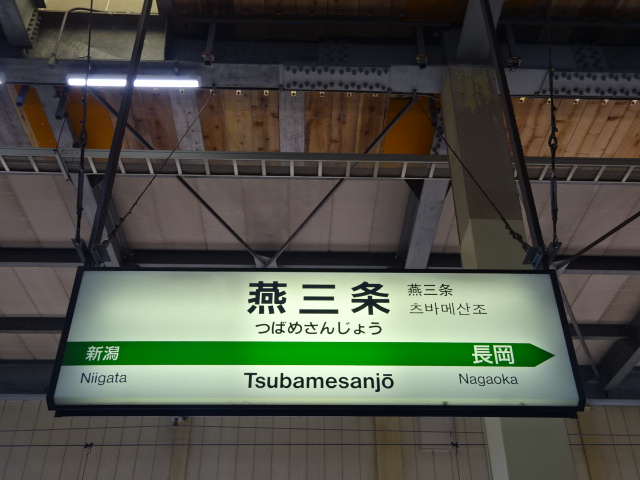 燕三条
つばめさんじょう
燕三条
츠바메산조
新潟
長岡
Niigata
Tsubamesanjō
Nagaoka